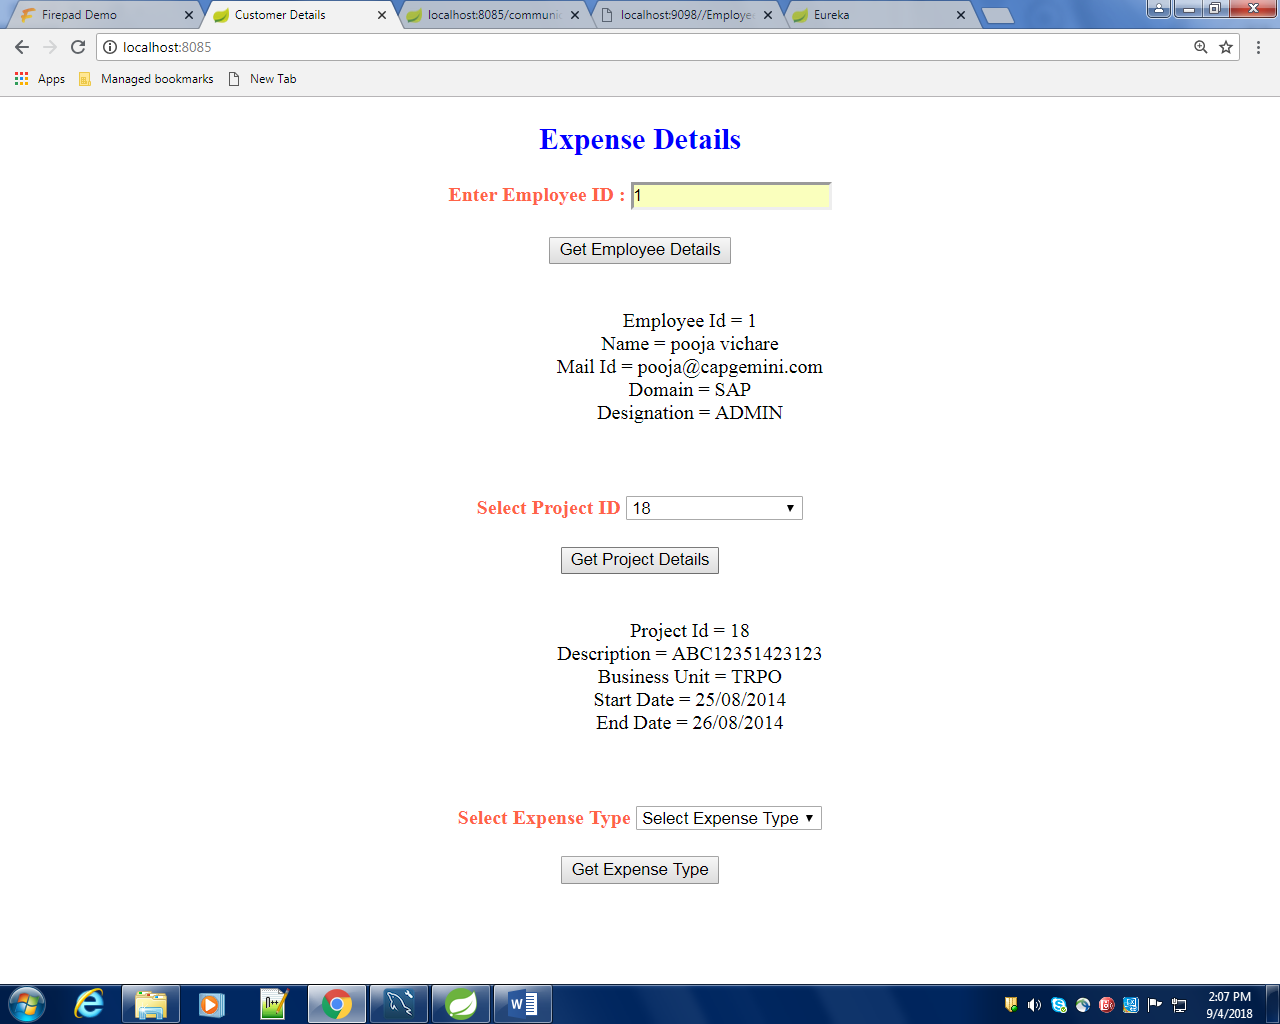 Firepad Demo
Customer Details
localhost:8085/communic
localhost:9098//Employe
Eureka
localhost:8085
Apps
Managed bookmarks
New Tab
Expense Details
Enter Employee ID : 1
Get Employee Details
Employee Id = 1
Name = pooja vichare
Mail Id = pooja@capgemini.com
Domain = SAP
Designation = ADMIN
Select Project ID 18
Get Project Details
Project Id = 18
Description = ABC12351423123
Business Unit = TRPO
Start Date = 25/08/2014
End Date = 26/08/2014
Select Expense Type Select Expense Type
Get Expense Type
2:07 PM
9/4/2018